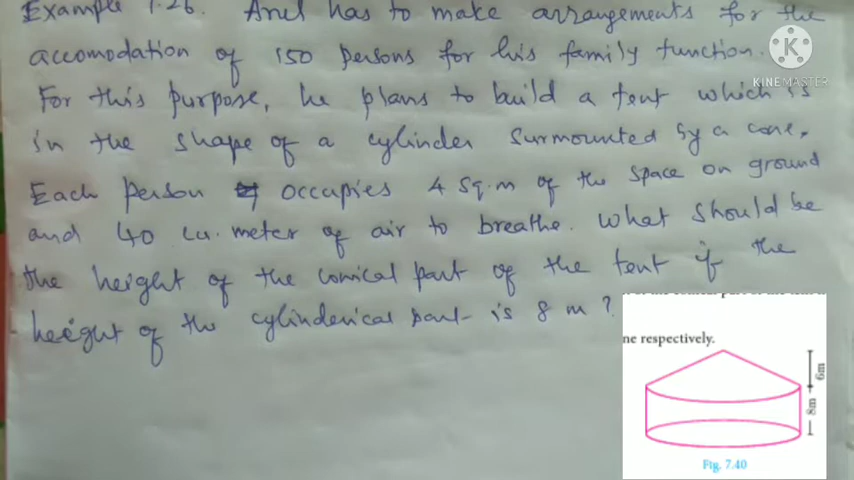 Example 7.26. Arul has to make arrangements for the
accomodation of 150 persons for his family function.
For this purpose, he plans to build a tent which is
in the shape of a cylinder surmounted by a cone.
Each person occupies 4 sq.m of the space on ground
and 40 cu. meter of air to breathe. What should be
the height of the conical part of the tent if the
height of the cylinderical part is 8 m?
K
KINEMASTER
ne respectively.
6m
8m
Fig. 7.40